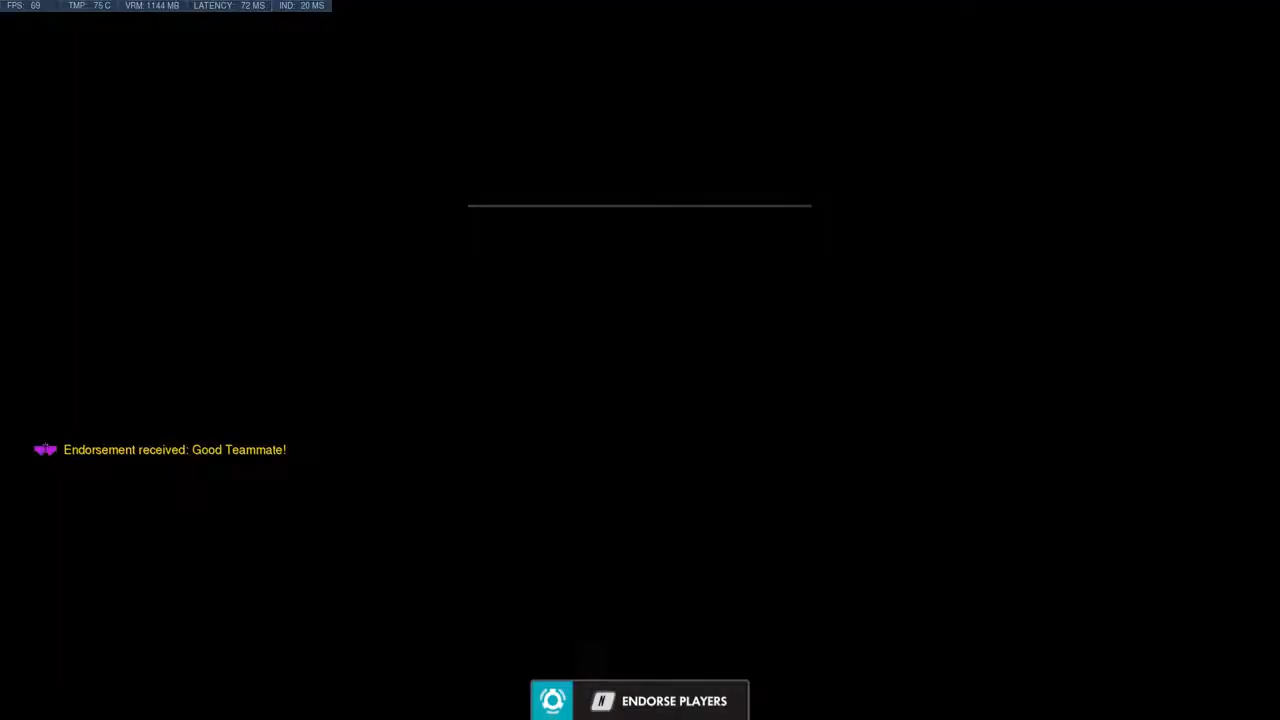 FPS: 69 TMP: 75 C VRM: 1144 MB LATENCY: 72 MS IND: 20 MS
Endorsement received: Good Teammate!
N ENDORSE PLAYERS